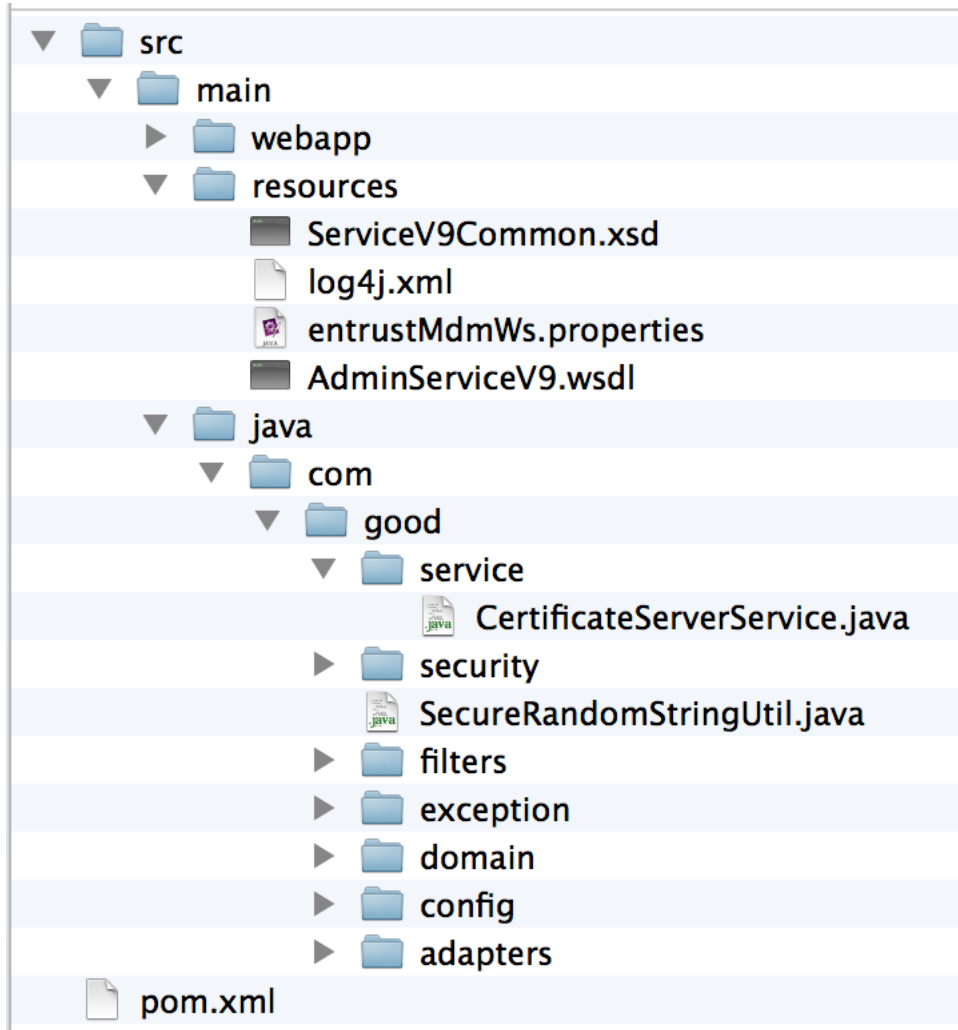 src
main
webapp
resources
ServiceV9Common.xsd
log4j.xml
entrustMdmWs.properties
AdminServiceV9.wsdl
java
com
good
service
CertificateServerService.java
security
SecureRandomStringUtil.java
filters
exception
domain
config
adapters
pom.xml